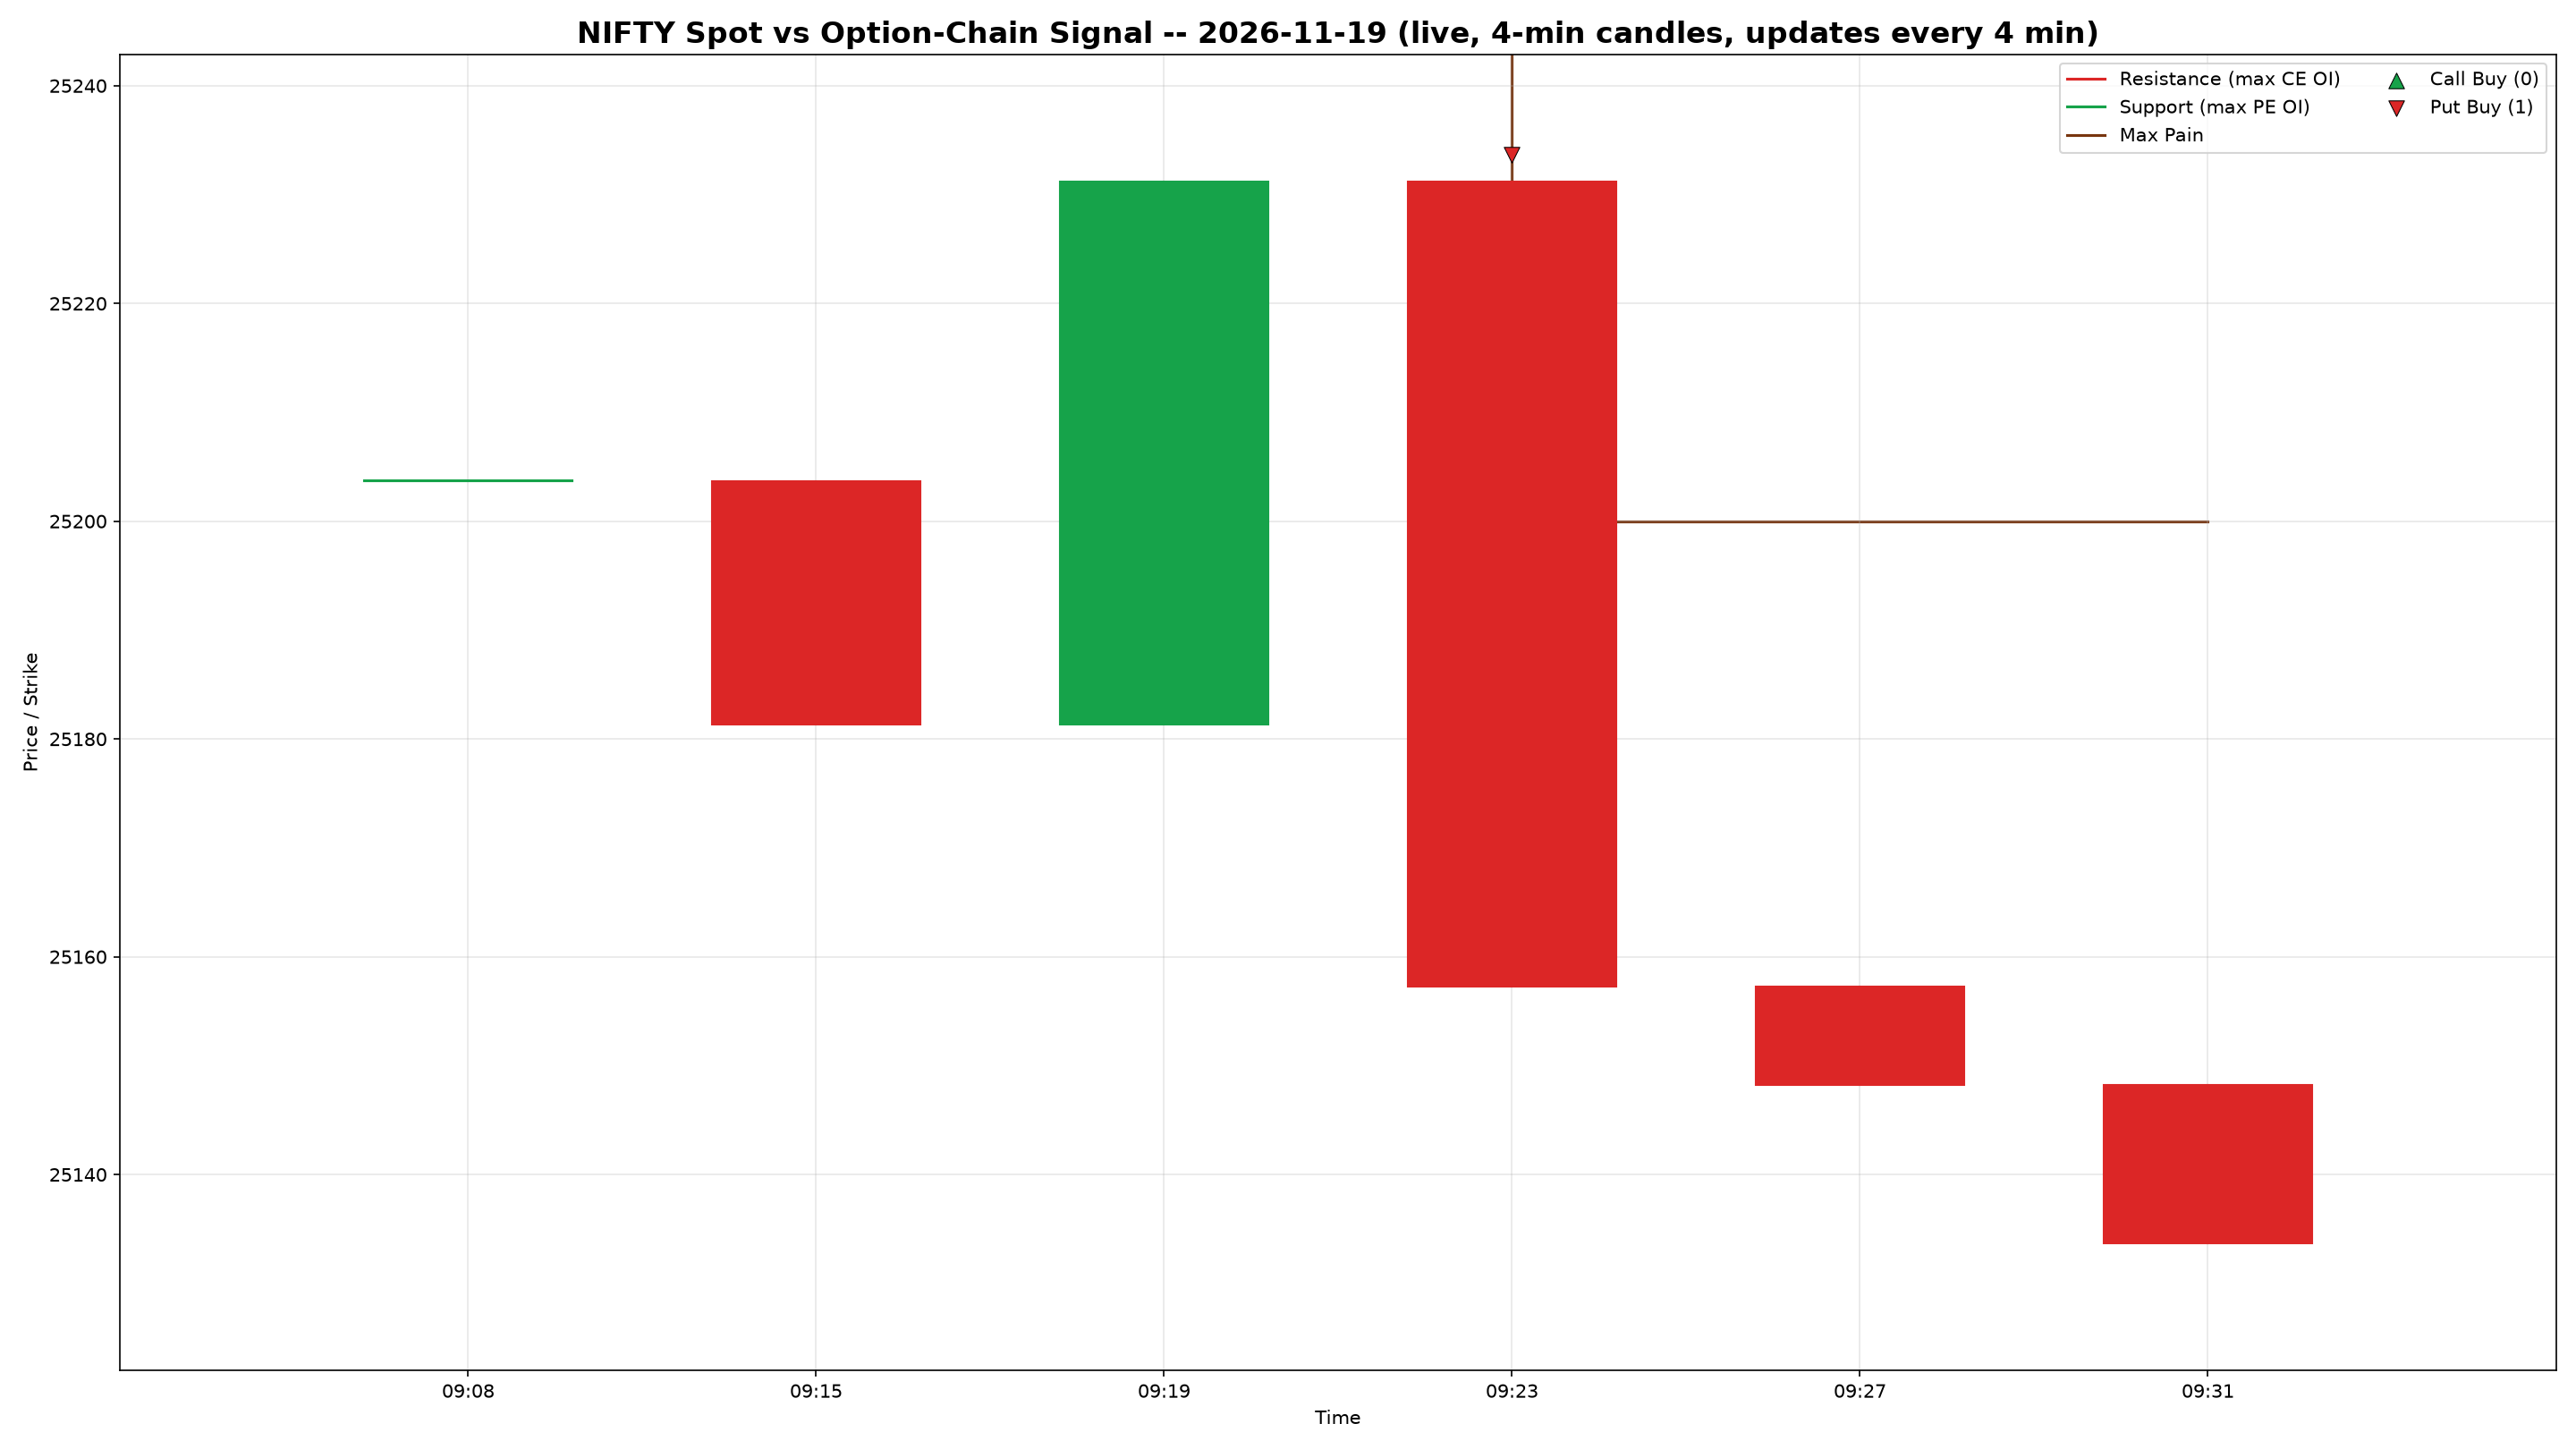 NIFTY Spot vs Option-Chain Signal -- 2026-11-19 (live, 4-min candles, updates every 4 min)
Resistance (max CE OI)
Support (max PE OI)
Max Pain
Call Buy (0)
Put Buy (1)
Price / Strike
25240
25220
25200
25180
25160
25140
09:08
09:15
09:19
09:23
09:27
09:31
Time